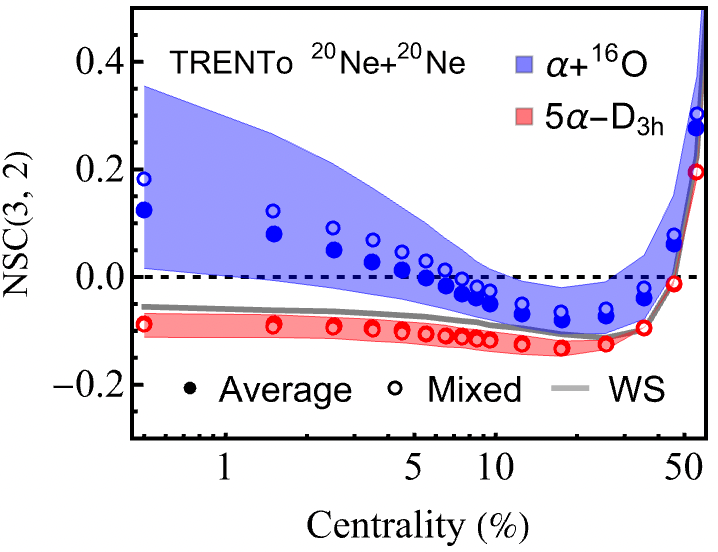 TRENTo ²⁰Ne+²⁰Ne
α+¹⁶O
5α−D₃ₕ
0.4
0.2
0.0
−0.2
NSC(3, 2)
Average
Mixed
WS
1
5
10
50
Centrality (%)